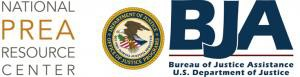 NATIONAL
PREA
RESOURCE
CENTER
BJA
Bureau of Justice Assistance
U.S. Department of Justice